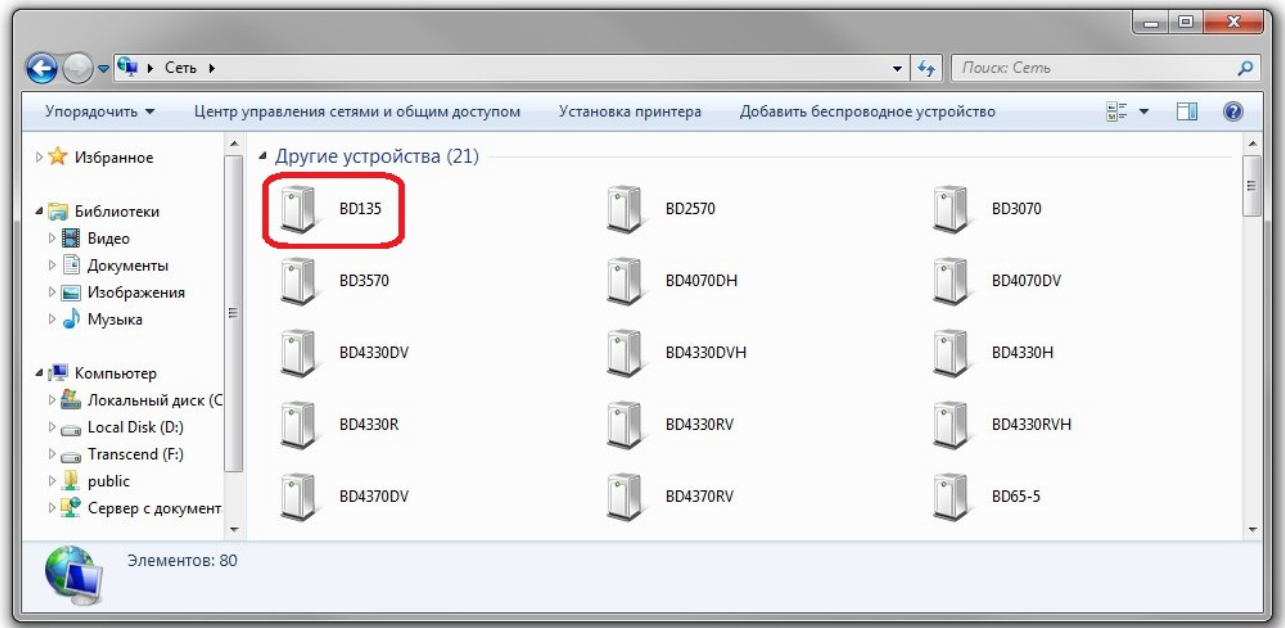 Сеть
Поиск: Сеть
Упорядочить
Центр управления сетями и общим доступом
Установка принтера
Добавить беспроводное устройство
Избранное
Библиотеки
Видео
Документы
Изображения
Музыка
Компьютер
Локальный диск (C
Local Disk (D:)
Transcend (F:)
public
Сервер с документ
Другие устройства (21)
BD135
BD2570
BD3070
BD3570
BD4070DH
BD4070DV
BD4330DV
BD4330DVH
BD4330H
BD4330R
BD4330RV
BD4330RVH
BD4370DV
BD4370RV
BD65-5
Элементов: 80